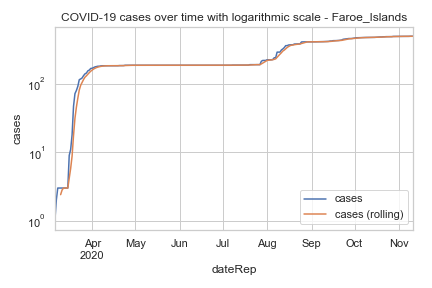 COVID-19 cases over time with logarithmic scale - Faroe_Islands
cases
10²
10¹
10⁰
cases
cases (rolling)
Apr May Jun Jul Aug Sep Oct Nov
2020
dateRep